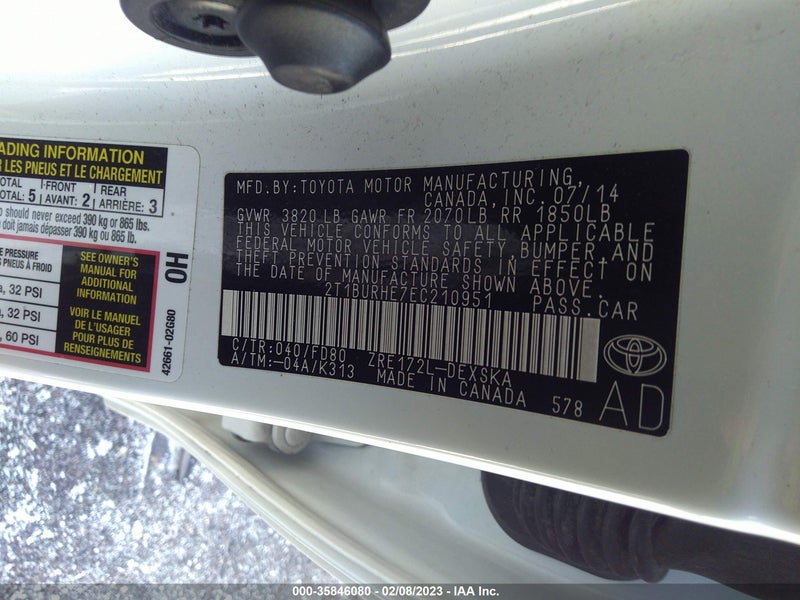 ADING INFORMATION
R LES PNEUS ET LE CHARGEMENT
TOTAL FRONT REAR
TOTAL: 5 AVANT: 2 ARRIÈRE: 3
should never exceed 390 kg or 865 lbs.
doit jamais dépasser 390 kg ou 865 lb.
PRESSURE
PNEUS À FROID
32 PSI
32 PSI
60 PSI
SEE OWNER'S
MANUAL FOR
ADDITIONAL
INFORMATION
VOIR LE MANUEL
DE L'USAGER
POUR PLUS DE
RENSEIGNEMENTS
OH
42661-02G80
MFD.BY:TOYOTA MOTOR MANUFACTURING,
CANADA, INC. 07/14
GVWR 3820LB GAWR FR 2070LB RR 1850LB
THIS VEHICLE CONFORMS TO ALL APPLICABLE
FEDERAL MOTOR VEHICLE SAFETY, BUMPER, AND
THEFT PREVENTION STANDARDS IN EFFECT ON
THE DATE OF MANUFACTURE SHOWN ABOVE.
2T1BURHE7EC210951 PASS.CAR
C/TR:040/FD80 ZRE172L-DEXSKA
A/TM:-04A/K313 MADE IN CANADA
578
AD
000-35846080 - 02/08/2023 - IAA Inc.